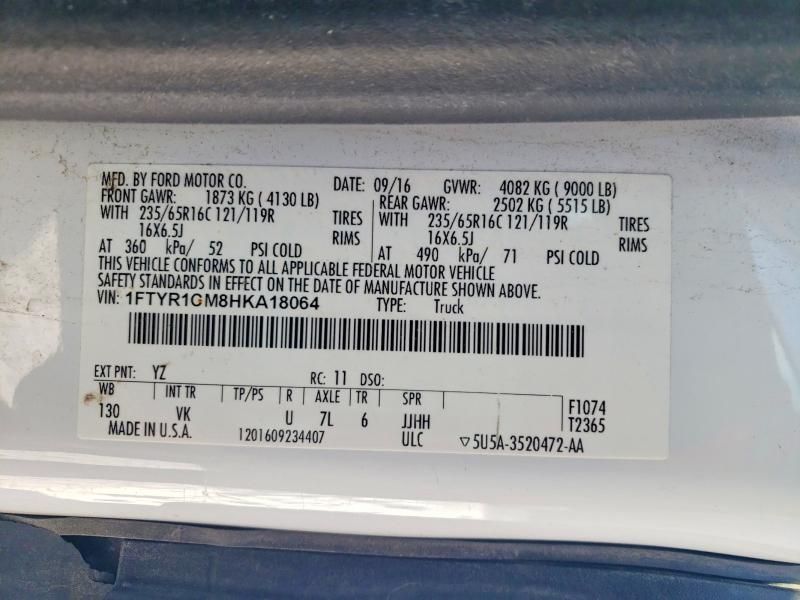 MFD. BY FORD MOTOR CO. DATE: 09/16 GVWR: 4082 KG ( 9000 LB)
FRONT GAWR: 1873 KG ( 4130 LB) REAR GAWR: 2502 KG ( 5515 LB)
WITH 235/65R16C 121/119R TIRES WITH 235/65R16C 121/119R TIRES
16X6.5J RIMS 16X6.5J RIMS
AT 360 kPa/ 52 PSI COLD AT 490 kPa/ 71 PSI COLD
THIS VEHICLE CONFORMS TO ALL APPLICABLE FEDERAL MOTOR VEHICLE
SAFETY STANDARDS IN EFFECT ON THE DATE OF MANUFACTURE SHOWN ABOVE.
VIN: 1FTYR1CM8HKA18064 TYPE: Truck
EXT PNT: YZ RC: 11 DSO:
WB INT TR TP/PS R AXLE TR SPR F1074
130 VK U 7L 6 JJHH T2365
MADE IN U.S.A. 1201609234407 ULC ▽5U5A-3520472-AA